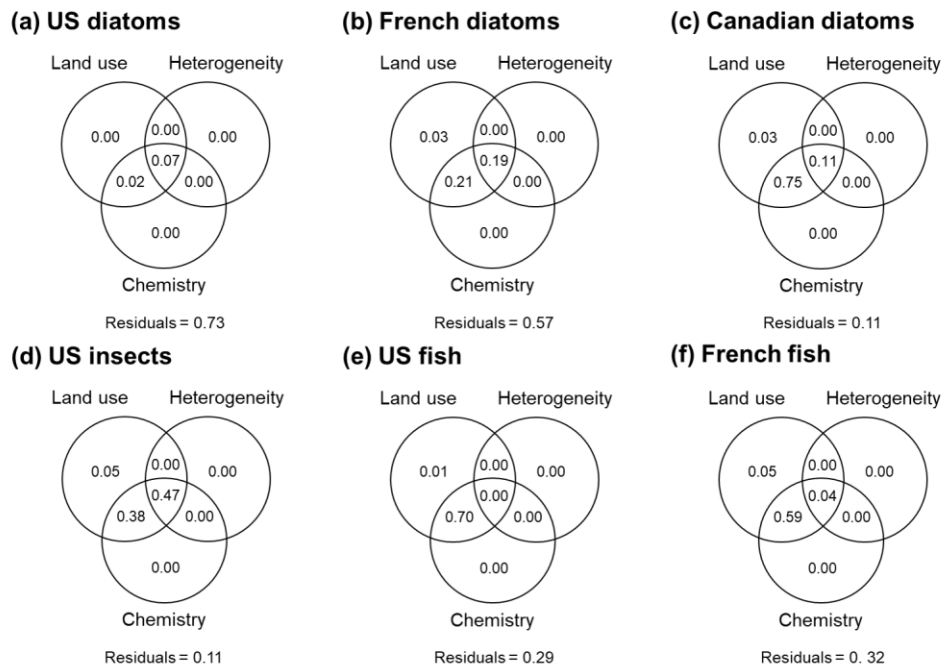 (a) US diatoms
Land use Heterogeneity
0.00
0.00
0.00
0.07
0.02
0.00
0.00
Chemistry
Residuals = 0.73
(b) French diatoms
Land use Heterogeneity
0.03
0.00
0.00
0.19
0.21
0.00
0.00
Chemistry
Residuals = 0.57
(c) Canadian diatoms
Land use Heterogeneity
0.03
0.00
0.00
0.11
0.75
0.00
0.00
Chemistry
Residuals = 0.11
(d) US insects
Land use Heterogeneity
0.05
0.00
0.00
0.47
0.38
0.00
0.00
Chemistry
Residuals = 0.11
(e) US fish
Land use Heterogeneity
0.01
0.00
0.00
0.00
0.70
0.00
0.00
Chemistry
Residuals = 0.29
(f) French fish
Land use Heterogeneity
0.05
0.00
0.00
0.04
0.59
0.00
0.00
Chemistry
Residuals = 0. 32